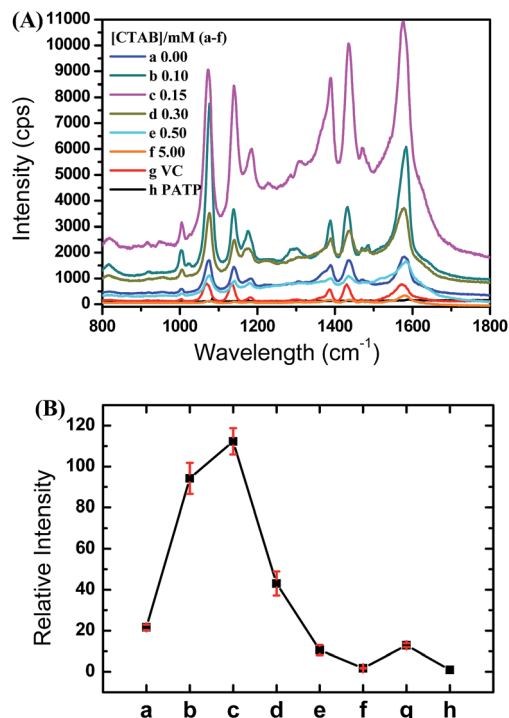 (A)
[CTAB]/mM (a-f)
a 0.00
b 0.10
c 0.15
d 0.30
e 0.50
f 5.00
g VC
h PATP
Intensity (cps)
11000
10000
9000
8000
7000
6000
5000
4000
3000
2000
1000
0
800 1000 1200 1400 1600 1800
Wavelength (cm⁻¹)
(B)
Relative Intensity
120
100
80
60
40
20
0
a b c d e f g h